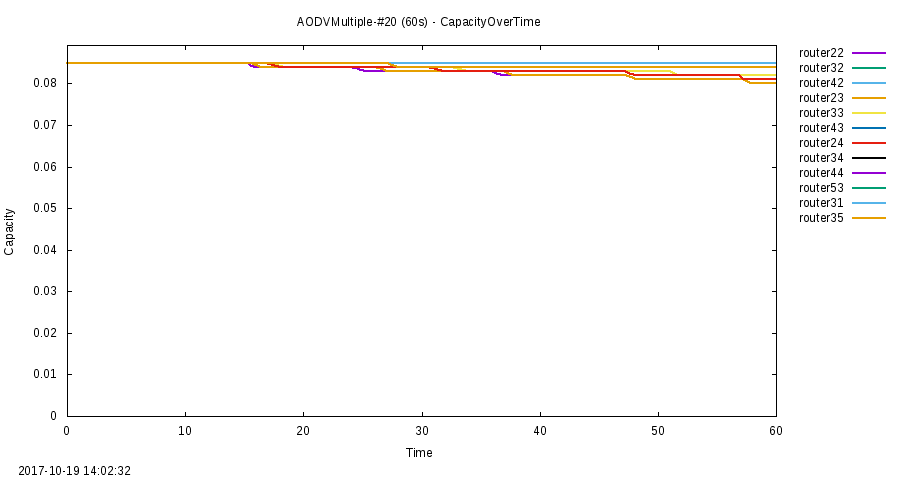 AODVMultiple-#20 (60s) - CapacityOverTime
router22
router32
router42
router23
router33
router43
router24
router34
router44
router53
router31
router35
0.08
0.07
0.06
0.05
0.04
0.03
0.02
0.01
0
Capacity
0 10 20 30 40 50 60
Time
2017-10-19 14:02:32